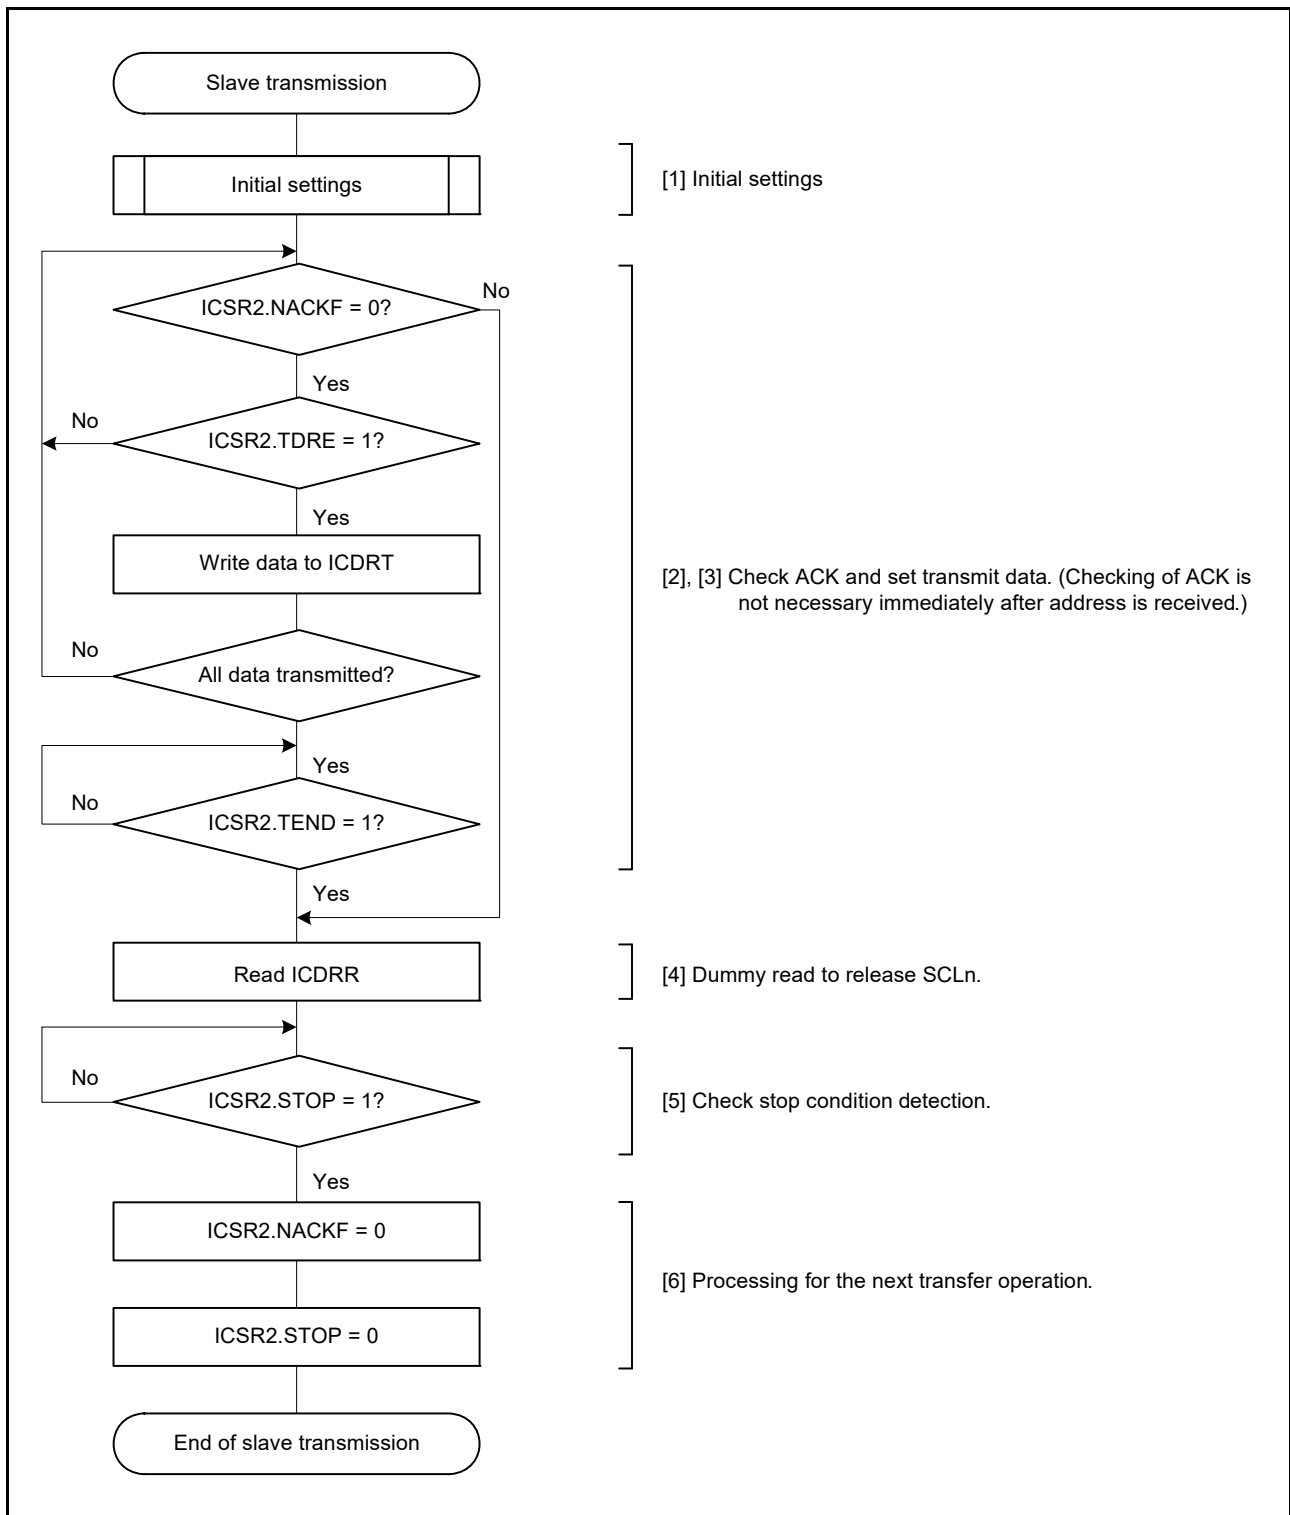 Slave transmission
Initial settings
[1] Initial settings
ICSR2.NACKF = 0?
No
Yes
No
ICSR2.TDRE = 1?
Yes
Write data to ICDRT
[2], [3] Check ACK and set transmit data. (Checking of ACK is
not necessary immediately after address is received.)
No
All data transmitted?
Yes
No
ICSR2.TEND = 1?
Yes
Read ICDRR
[4] Dummy read to release SCLn.
No
ICSR2.STOP = 1?
[5] Check stop condition detection.
Yes
ICSR2.NACKF = 0
[6] Processing for the next transfer operation.
ICSR2.STOP = 0
End of slave transmission